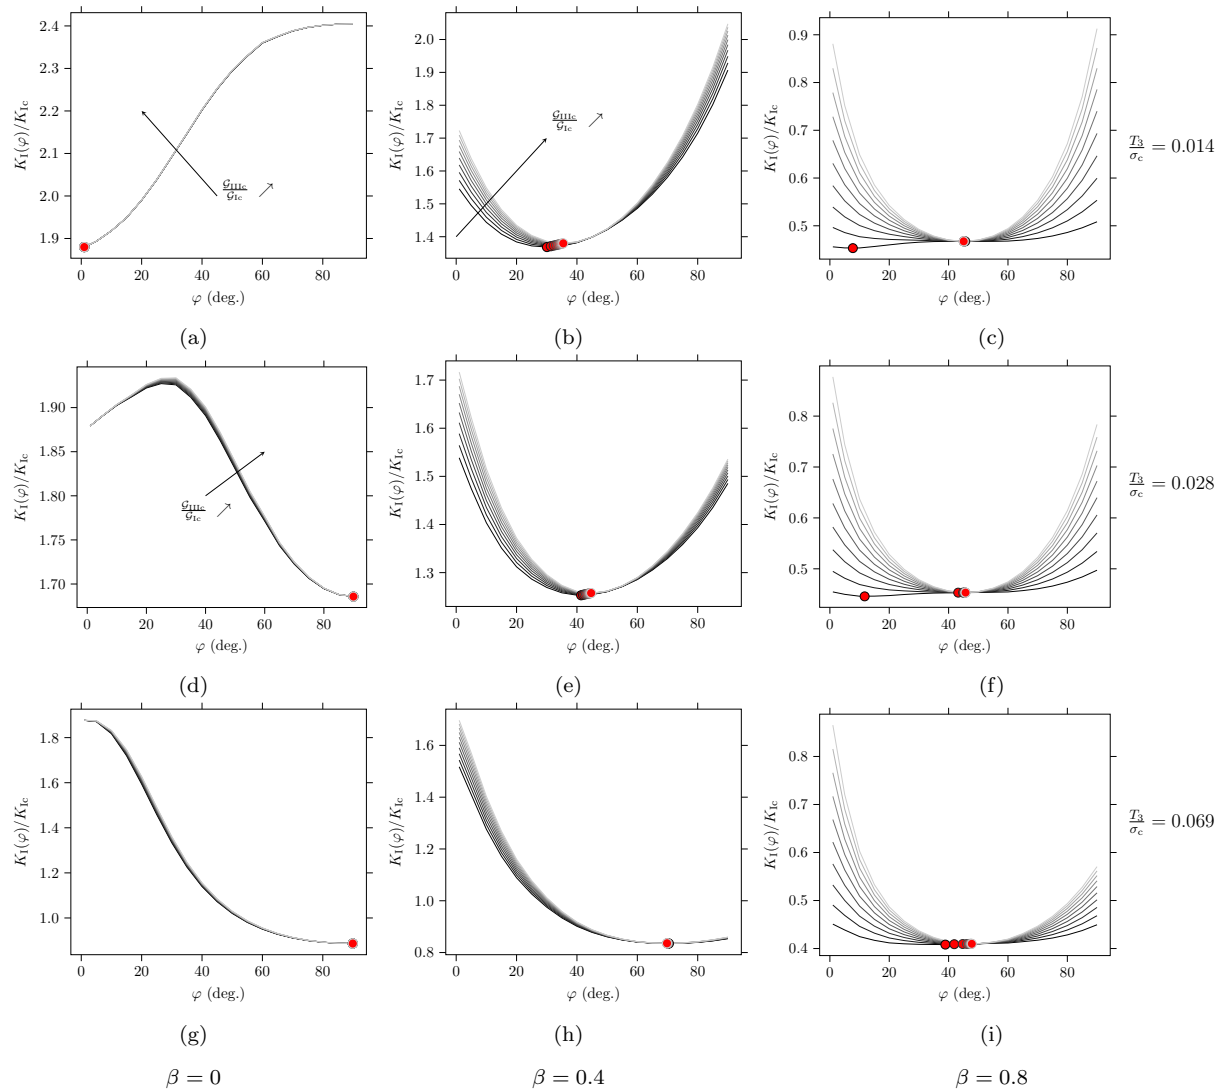 2.4
2.3
2.2
2.1
2.0
1.9
K_I(φ)/K_Ic
0 20 40 60 80
φ (deg.)
𝒢_IIIc/𝒢_Ic ↗
(a)
2.0
1.9
1.8
1.7
1.6
1.5
1.4
K_I(φ)/K_Ic
0 20 40 60 80
φ (deg.)
𝒢_IIIc/𝒢_Ic ↗
(b)
0.9
0.8
0.7
0.6
0.5
K_I(φ)/K_Ic
0 20 40 60 80
φ (deg.)
(c)
T_3/σ_c = 0.014
1.90
1.85
1.80
1.75
1.70
K_I(φ)/K_Ic
0 20 40 60 80
φ (deg.)
𝒢_IIIc/𝒢_Ic ↗
(d)
1.7
1.6
1.5
1.4
1.3
K_I(φ)/K_Ic
0 20 40 60 80
φ (deg.)
(e)
0.8
0.7
0.6
0.5
K_I(φ)/K_Ic
0 20 40 60 80
φ (deg.)
(f)
T_3/σ_c = 0.028
1.8
1.6
1.4
1.2
1.0
K_I(φ)/K_Ic
0 20 40 60 80
φ (deg.)
(g)
1.6
1.4
1.2
1.0
0.8
K_I(φ)/K_Ic
0 20 40 60 80
φ (deg.)
(h)
0.8
0.7
0.6
0.5
0.4
K_I(φ)/K_Ic
0 20 40 60 80
φ (deg.)
(i)
T_3/σ_c = 0.069
β = 0
β = 0.4
β = 0.8